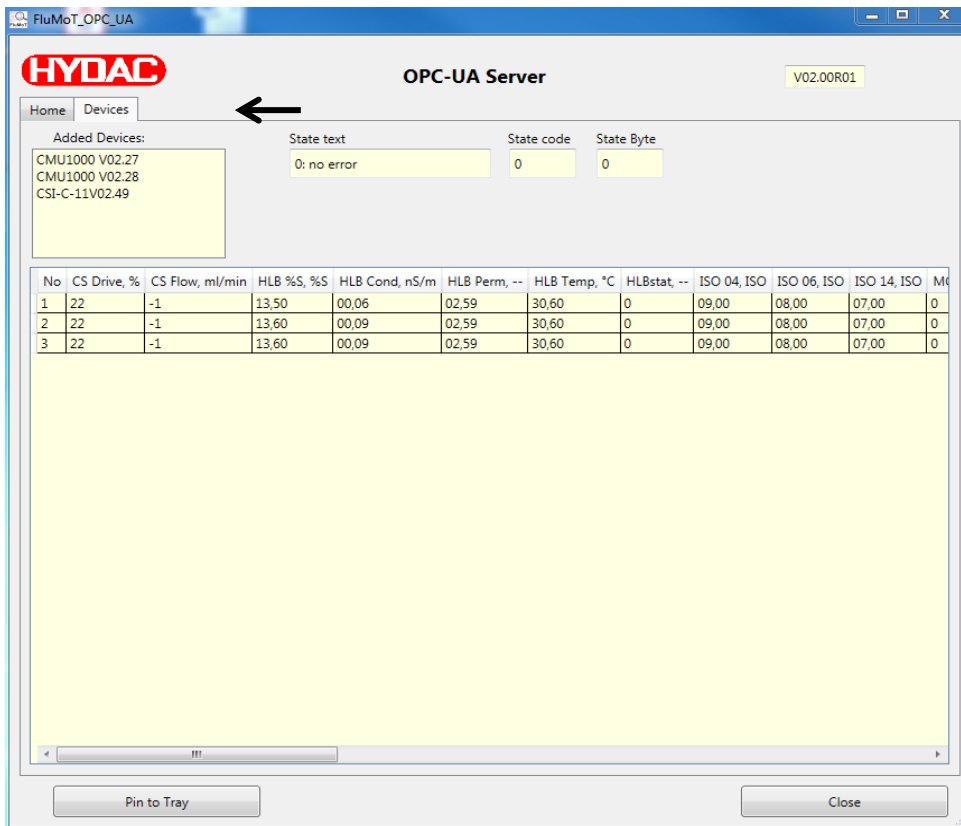 FluMoT_OPC_UA
HYDAC
OPC-UA Server
V02.00R01
Home Devices
Added Devices: State text State code State Byte
CMU1000 V02.27
CMU1000 V02.28
CSI-C-11V02.49
0: no error 0 0
No CS Drive, % CS Flow, ml/min HLB %S, %S HLB Cond, nS/m HLB Perm, -- HLB Temp, °C HLBstat, -- ISO 04, ISO ISO 06, ISO ISO 14, ISO
1 22 -1 13,50 00,06 02,59 30,60 0 09,00 08,00 07,00 0
2 22 -1 13,60 00,09 02,59 30,60 0 09,00 08,00 07,00 0
3 22 -1 13,60 00,09 02,59 30,60 0 09,00 08,00 07,00 0
Pin to Tray Close